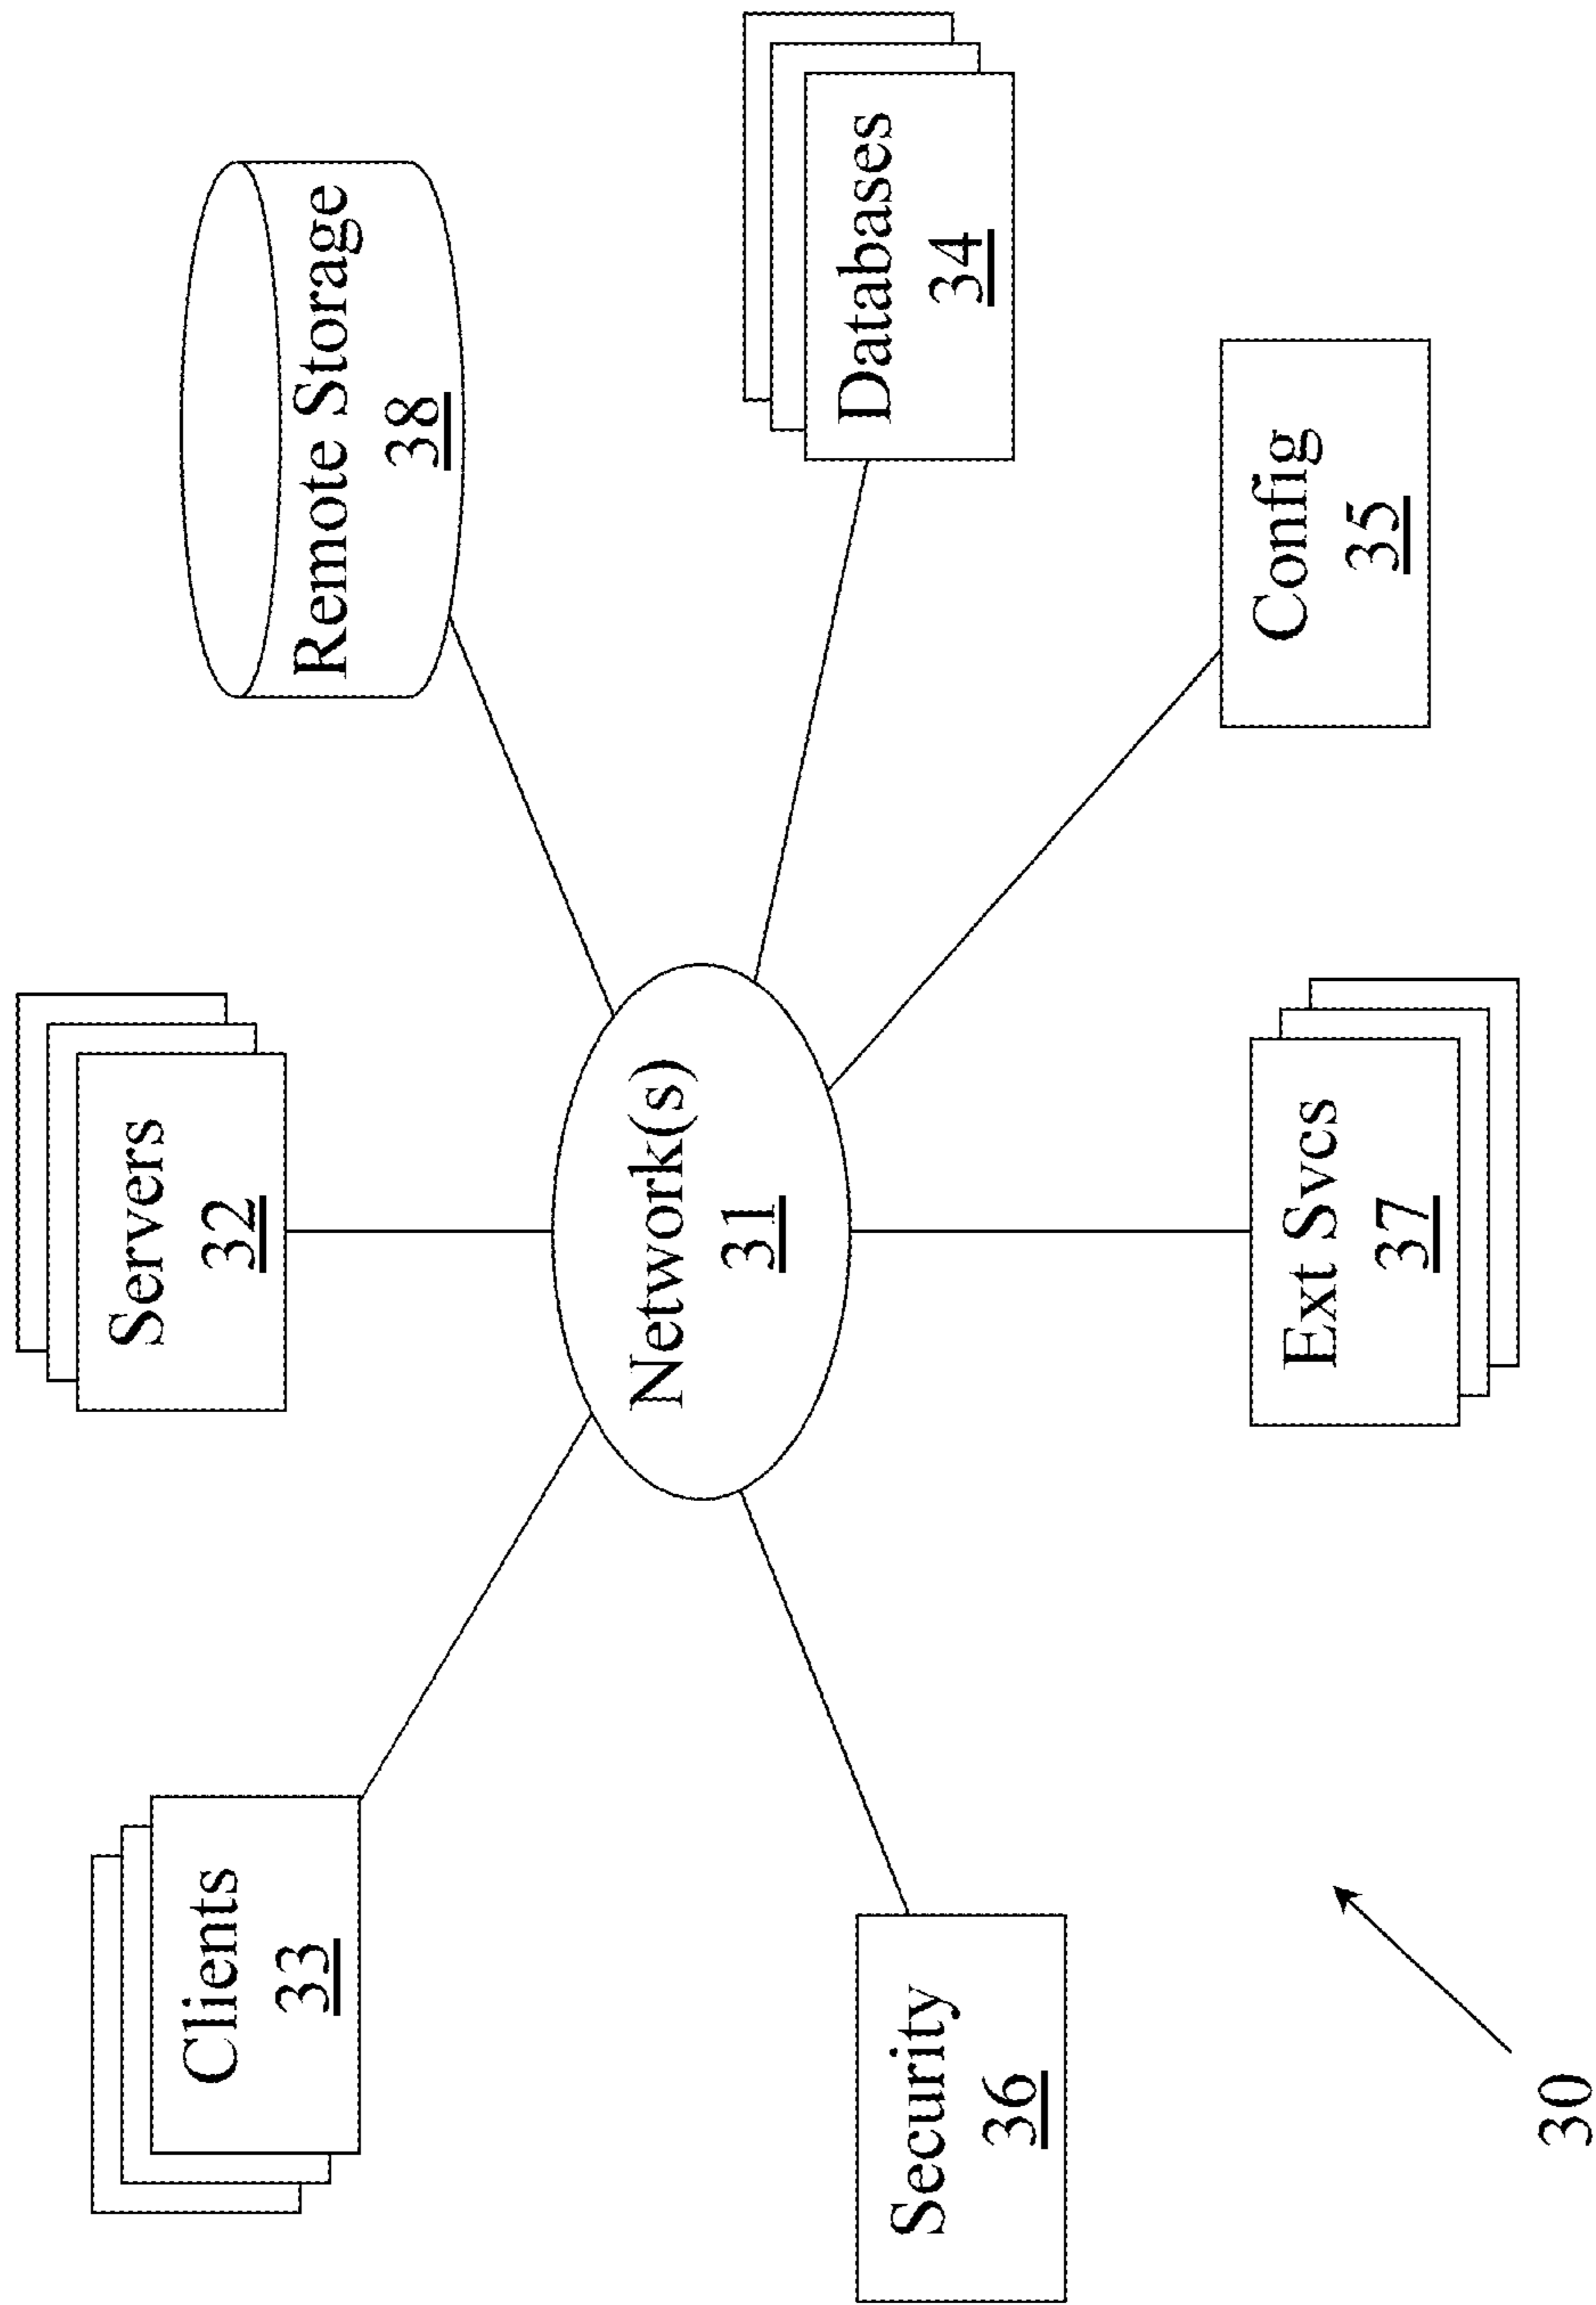 Servers
32
Clients
33
Remote Storage
38
Network(s)
31
Databases
34
Security
36
Ext Svcs
37
Config
35
30